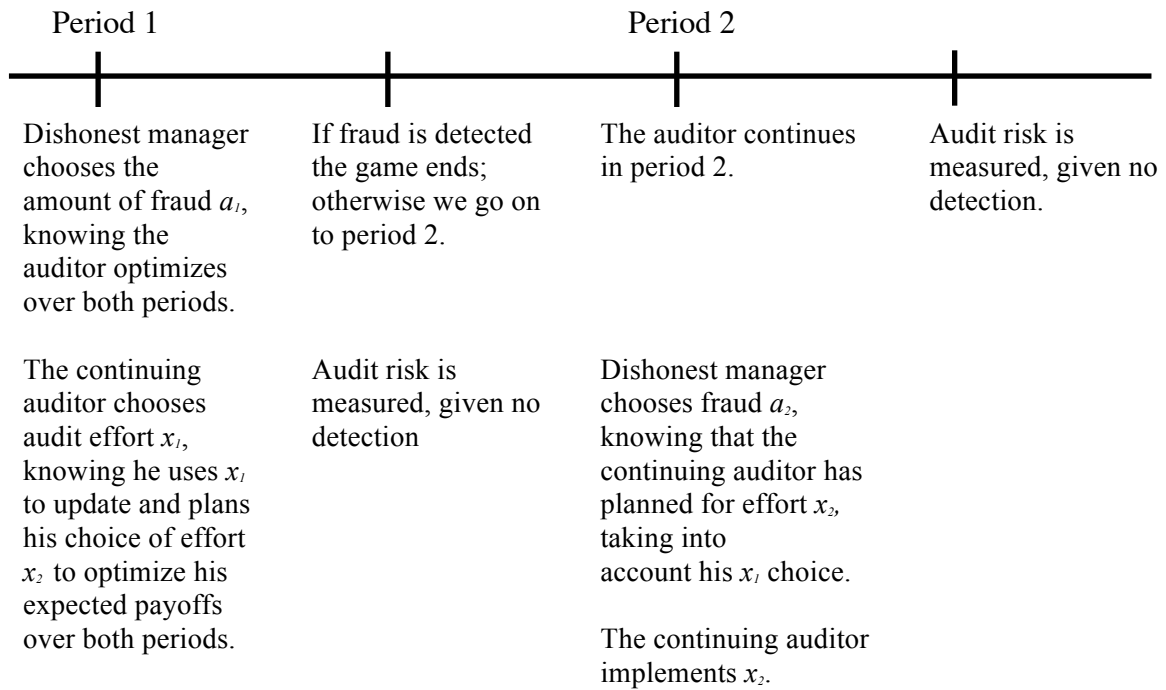 Period 1
Period 2
Dishonest manager
chooses the
amount of fraud a₁,
knowing the
auditor optimizes
over both periods.
The continuing
auditor chooses
audit effort x₁,
knowing he uses x₁
to update and plans
his choice of effort
x₂ to optimize his
expected payoffs
over both periods.
If fraud is detected
the game ends;
otherwise we go on
to period 2.
Audit risk is
measured, given no
detection
The auditor continues
in period 2.
Dishonest manager
chooses fraud a₂,
knowing that the
continuing auditor has
planned for effort x₂,
taking into
account his x₁ choice.
The continuing auditor
implements x₂.
Audit risk is
measured, given no
detection.